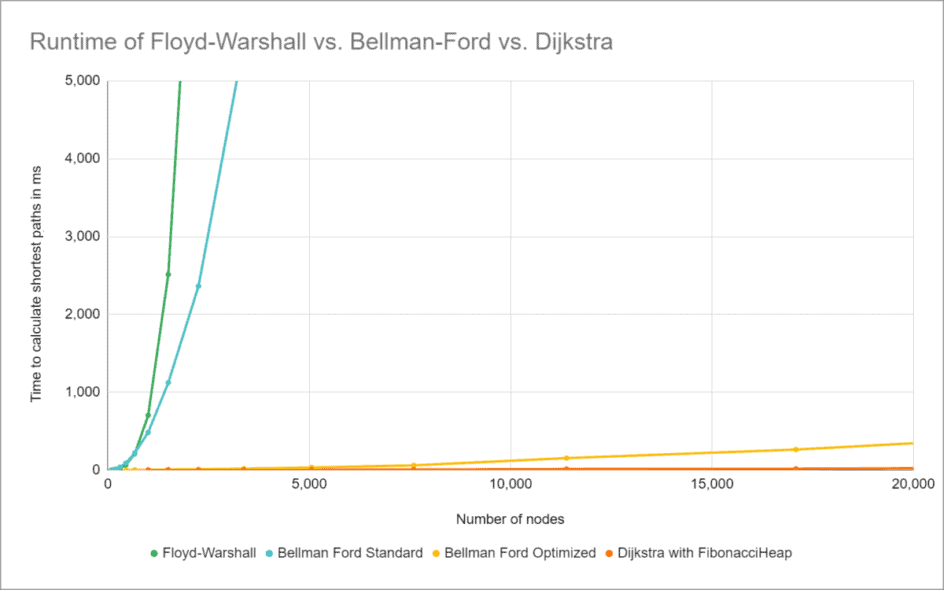 Runtime of Floyd-Warshall vs. Bellman-Ford vs. Dijkstra
Time to calculate shortest paths in ms
5,000
4,000
3,000
2,000
1,000
0
0 5,000 10,000 15,000 20,000
Number of nodes
Floyd-Warshall Bellman Ford Standard Bellman Ford Optimized Dijkstra with FibonacciHeap